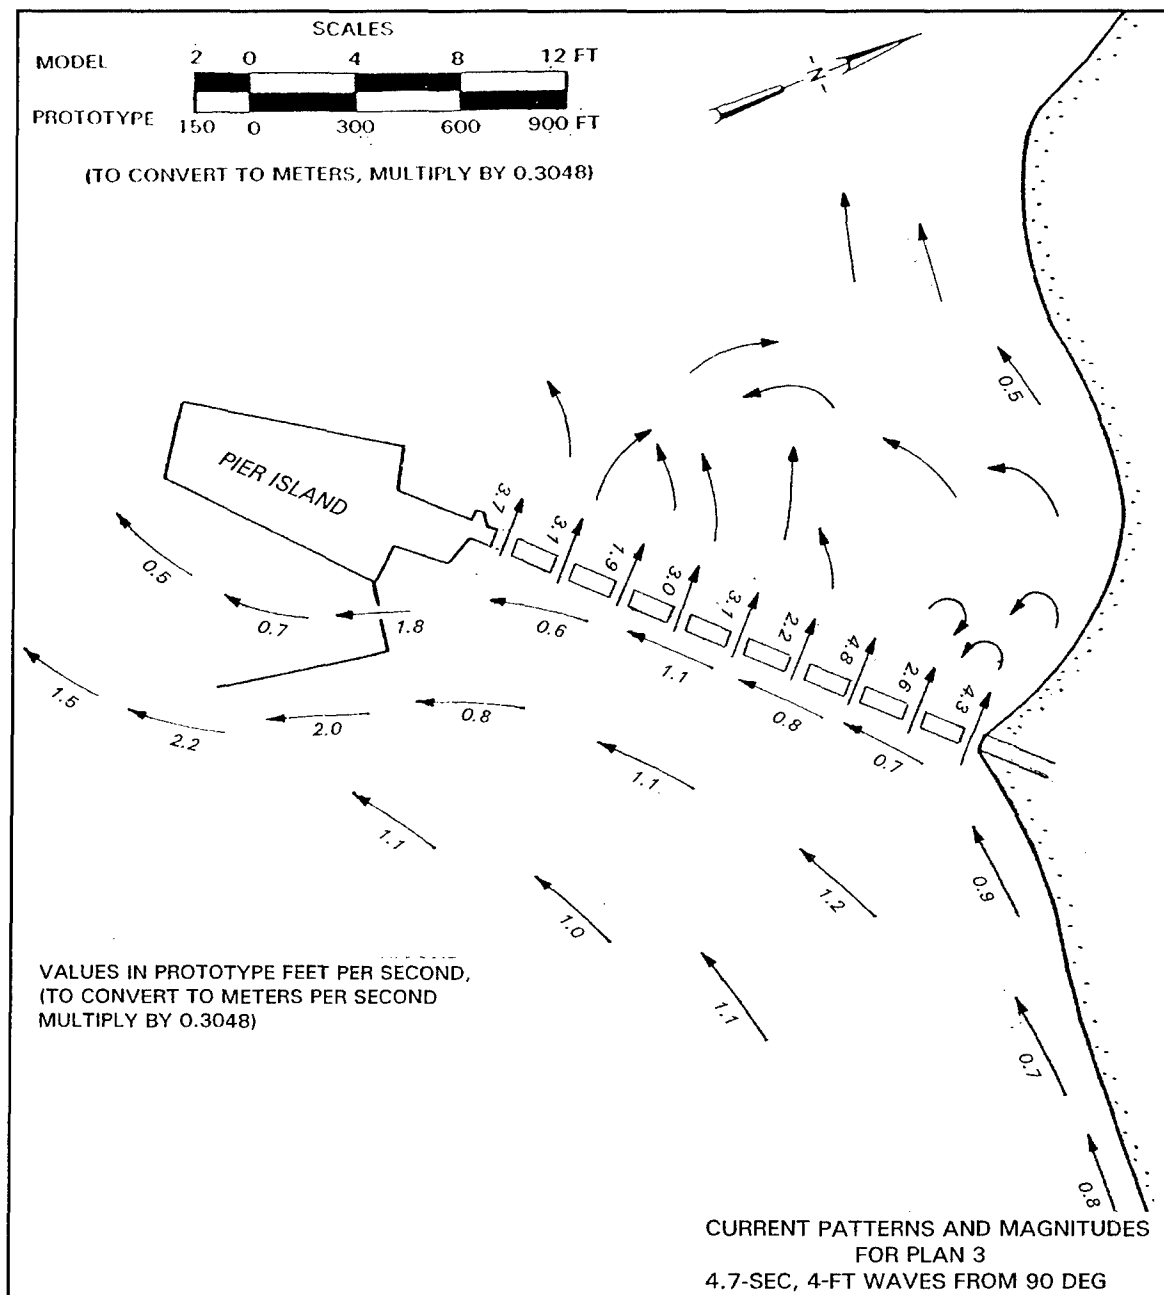 SCALES
MODEL
2 0 4 8 12 FT
PROTOTYPE
150 0 300 600 900 FT
(TO CONVERT TO METERS, MULTIPLY BY 0.3048)
N
0.5
PIER ISLAND
3.7
3.1
1.9
3.0
3.1
2.2
4.8
2.6
4.3
0.5
0.7
1.8
0.6
1.1
0.8
0.7
1.5
2.2
2.0
0.8
1.1
1.1
1.2
0.9
1.0
1.1
0.7
0.8
VALUES IN PROTOTYPE FEET PER SECOND,
(TO CONVERT TO METERS PER SECOND
MULTIPLY BY 0.3048)
CURRENT PATTERNS AND MAGNITUDES
FOR PLAN 3
4.7-SEC, 4-FT WAVES FROM 90 DEG